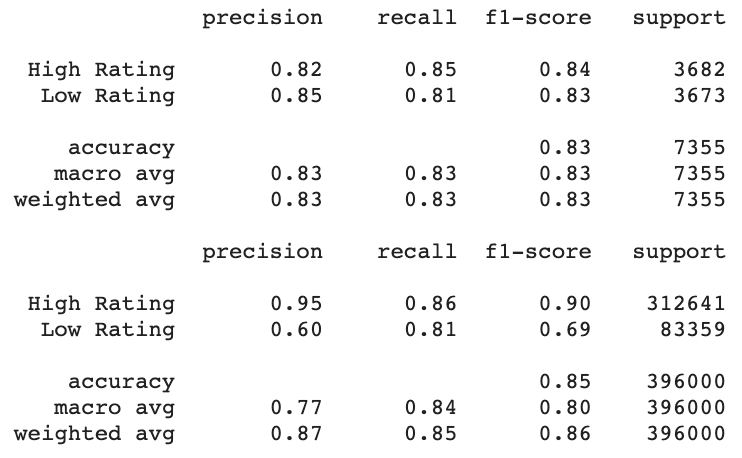 precision recall f1-score support
High Rating 0.82 0.85 0.84 3682
Low Rating 0.85 0.81 0.83 3673
accuracy 0.83 7355
macro avg 0.83 0.83 0.83 7355
weighted avg 0.83 0.83 0.83 7355
precision recall f1-score support
High Rating 0.95 0.86 0.90 312641
Low Rating 0.60 0.81 0.69 83359
accuracy 0.85 396000
macro avg 0.77 0.84 0.80 396000
weighted avg 0.87 0.85 0.86 396000